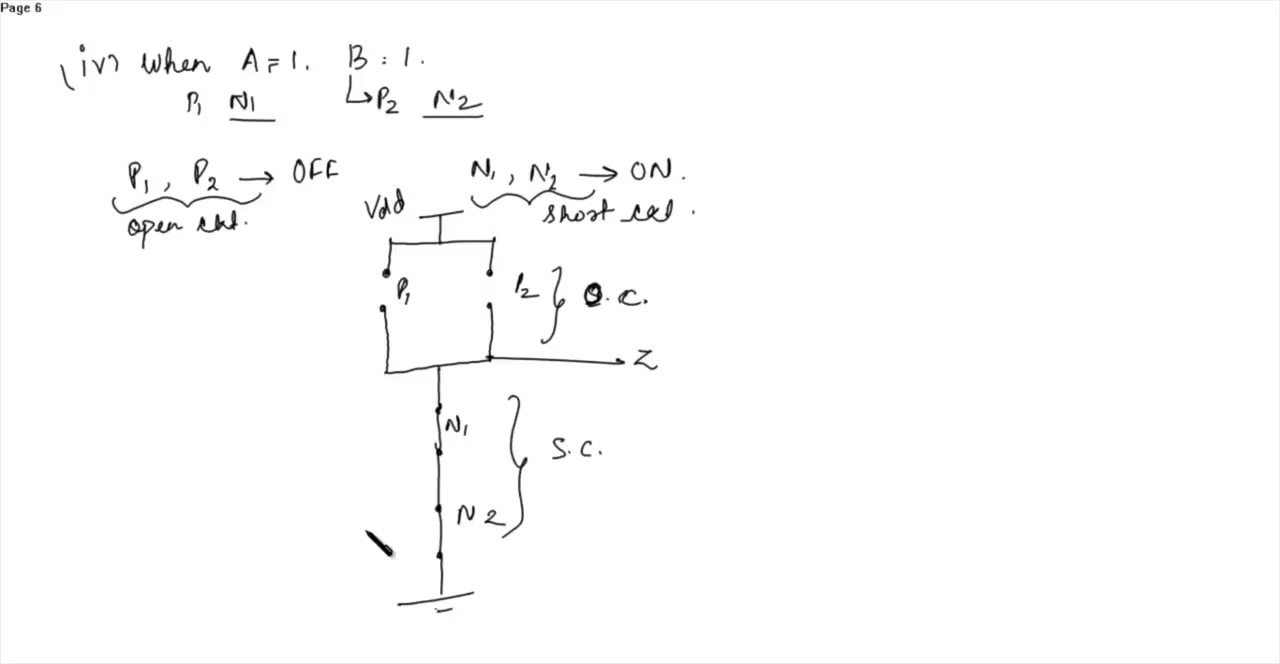 Page 6
(iv) when A = 1. B : 1.
P1 N1 ↳ P2 N2
P1, P2 → OFF N1, N2 → ON.
open ckt. short ckt.
Vdd
P1 P2 } O.C.
Z
N1
} S.C.
N2